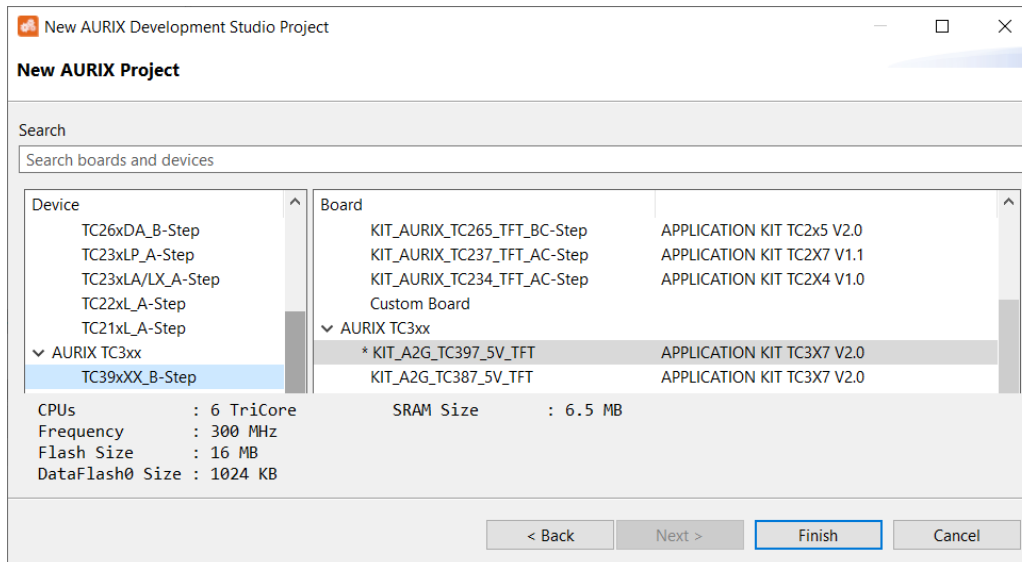 New AURIX Development Studio Project
New AURIX Project
Search
Search boards and devices
Device
TC26xDA_B-Step
TC23xLP_A-Step
TC23xLA/LX_A-Step
TC22xL_A-Step
TC21xL_A-Step
AURIX TC3xx
TC39xXX_B-Step
Board
KIT_AURIX_TC265_TFT_BC-Step APPLICATION KIT TC2x5 V2.0
KIT_AURIX_TC237_TFT_AC-Step APPLICATION KIT TC2X7 V1.1
KIT_AURIX_TC234_TFT_AC-Step APPLICATION KIT TC2X4 V1.0
Custom Board
AURIX TC3xx
* KIT_A2G_TC397_5V_TFT APPLICATION KIT TC3X7 V2.0
KIT_A2G_TC387_5V_TFT APPLICATION KIT TC3X7 V2.0
CPUs : 6 TriCore SRAM Size : 6.5 MB
Frequency : 300 MHz
Flash Size : 16 MB
DataFlash0 Size : 1024 KB
< Back Next > Finish Cancel